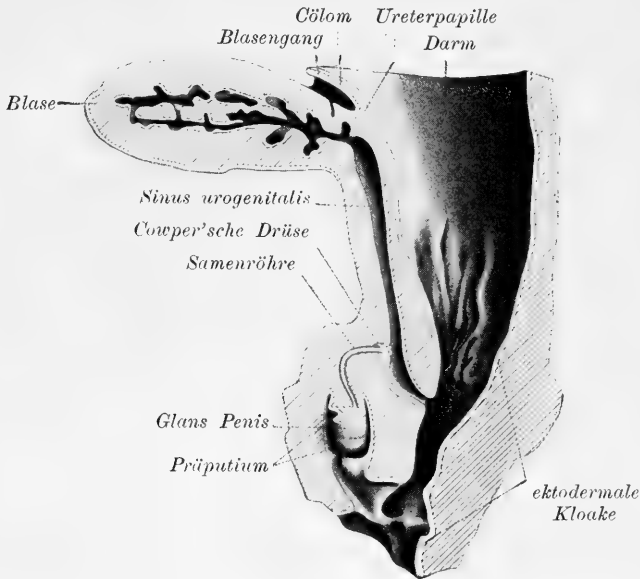 Cölom Ureterpapille
Blasengang Darm
Blase
Sinus urogenitalis
Cowper'sche Drüse
Samenröhre
Glans Penis
Präputium
ektodermale
Kloake